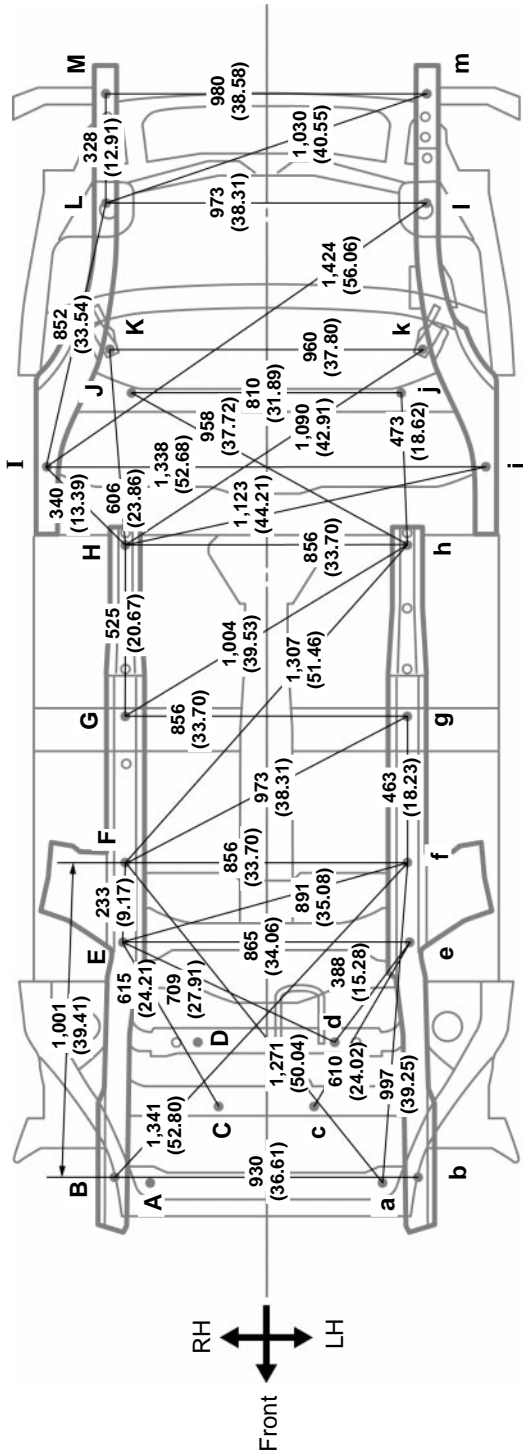 M
980
(38.58)
m
328
(12.91)
1,030
(40.55)
L
973
(38.31)
l
852
(33.54)
1,424
(56.06)
K
960
(37.80)
k
J
810
(31.89)
j
958
(37.72)
1,090
(42.91)
473
(18.62)
I
340
(13.39)
606
(23.86)
1,338
(52.68)
1,123
(44.21)
i
H
856
(33.70)
h
525
(20.67)
1,004
(39.53)
1,307
(51.46)
G
856
(33.70)
g
973
(38.31)
463
(18.23)
F
856
(33.70)
f
233
(9.17)
891
(35.08)
E
865
(34.06)
e
1,001
(39.41)
615
(24.21)
709
(27.91)
388
(15.28)
D
d
1,271
(50.04)
610
(24.02)
997
(39.25)
C
c
1,341
(52.80)
B
930
(36.61)
b
A
a
RH
LH
Front